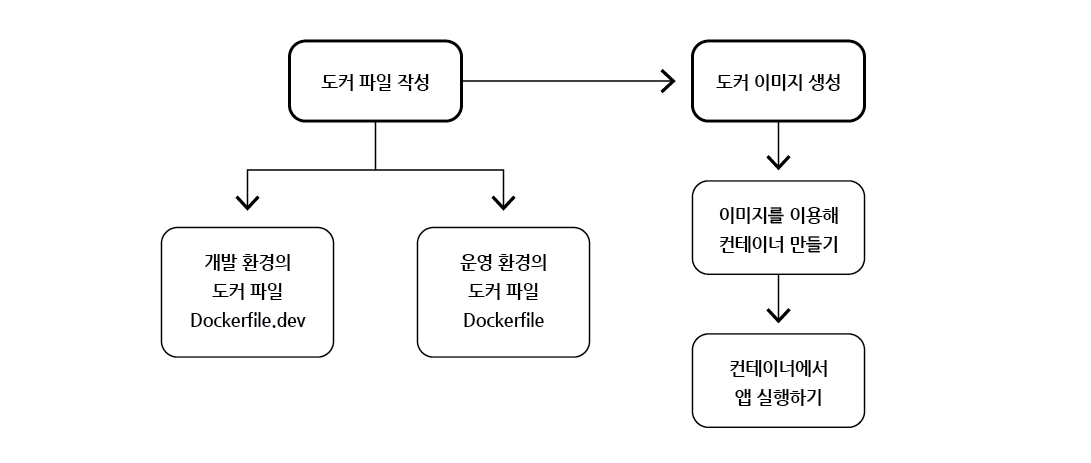 도커 파일 작성
도커 이미지 생성
개발 환경의
도커 파일
Dockerfile.dev
운영 환경의
도커 파일
Dockerfile
이미지를 이용해
컨테이너 만들기
컨테이너에서
앱 실행하기